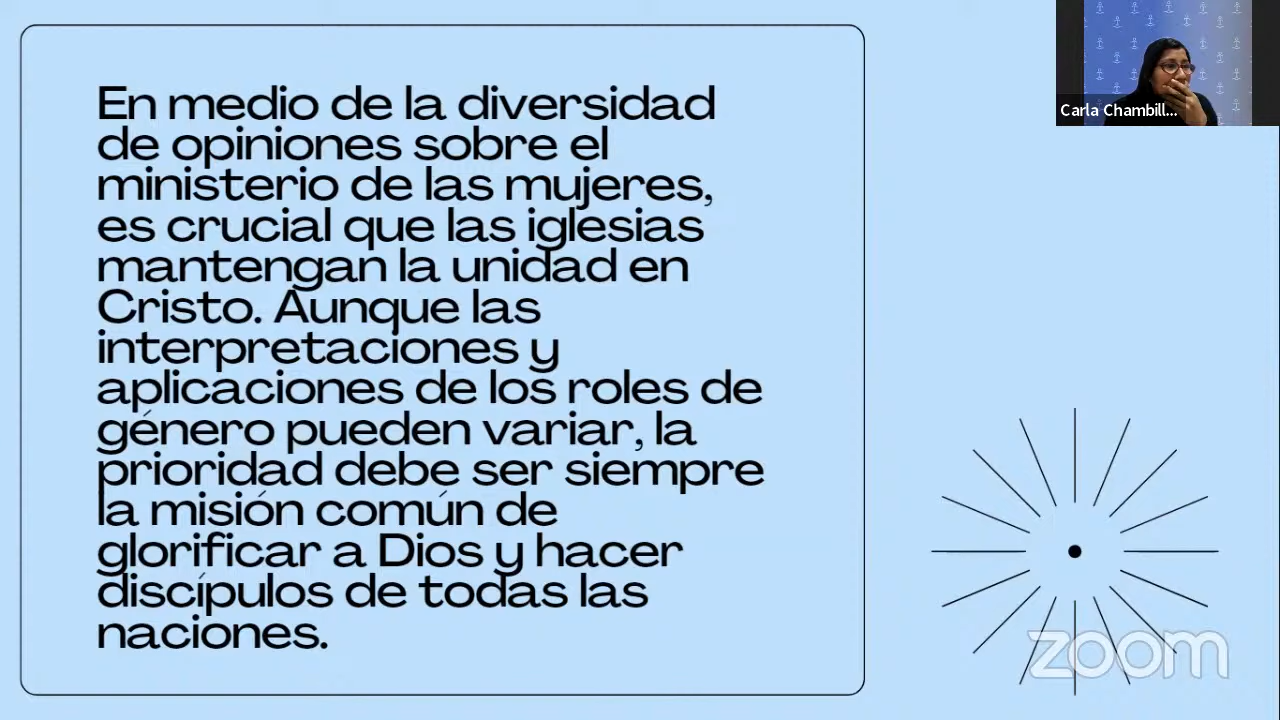 En medio de la diversidad
de opiniones sobre el
ministerio de las mujeres,
es crucial que las iglesias
mantengan la unidad en
Cristo. Aunque las
interpretaciones y
aplicaciones de los roles de
género pueden variar, la
prioridad debe ser siempre
la misión común de
glorificar a Dios y hacer
discípulos de todas las
naciones.
Carla Chambill...
zoom